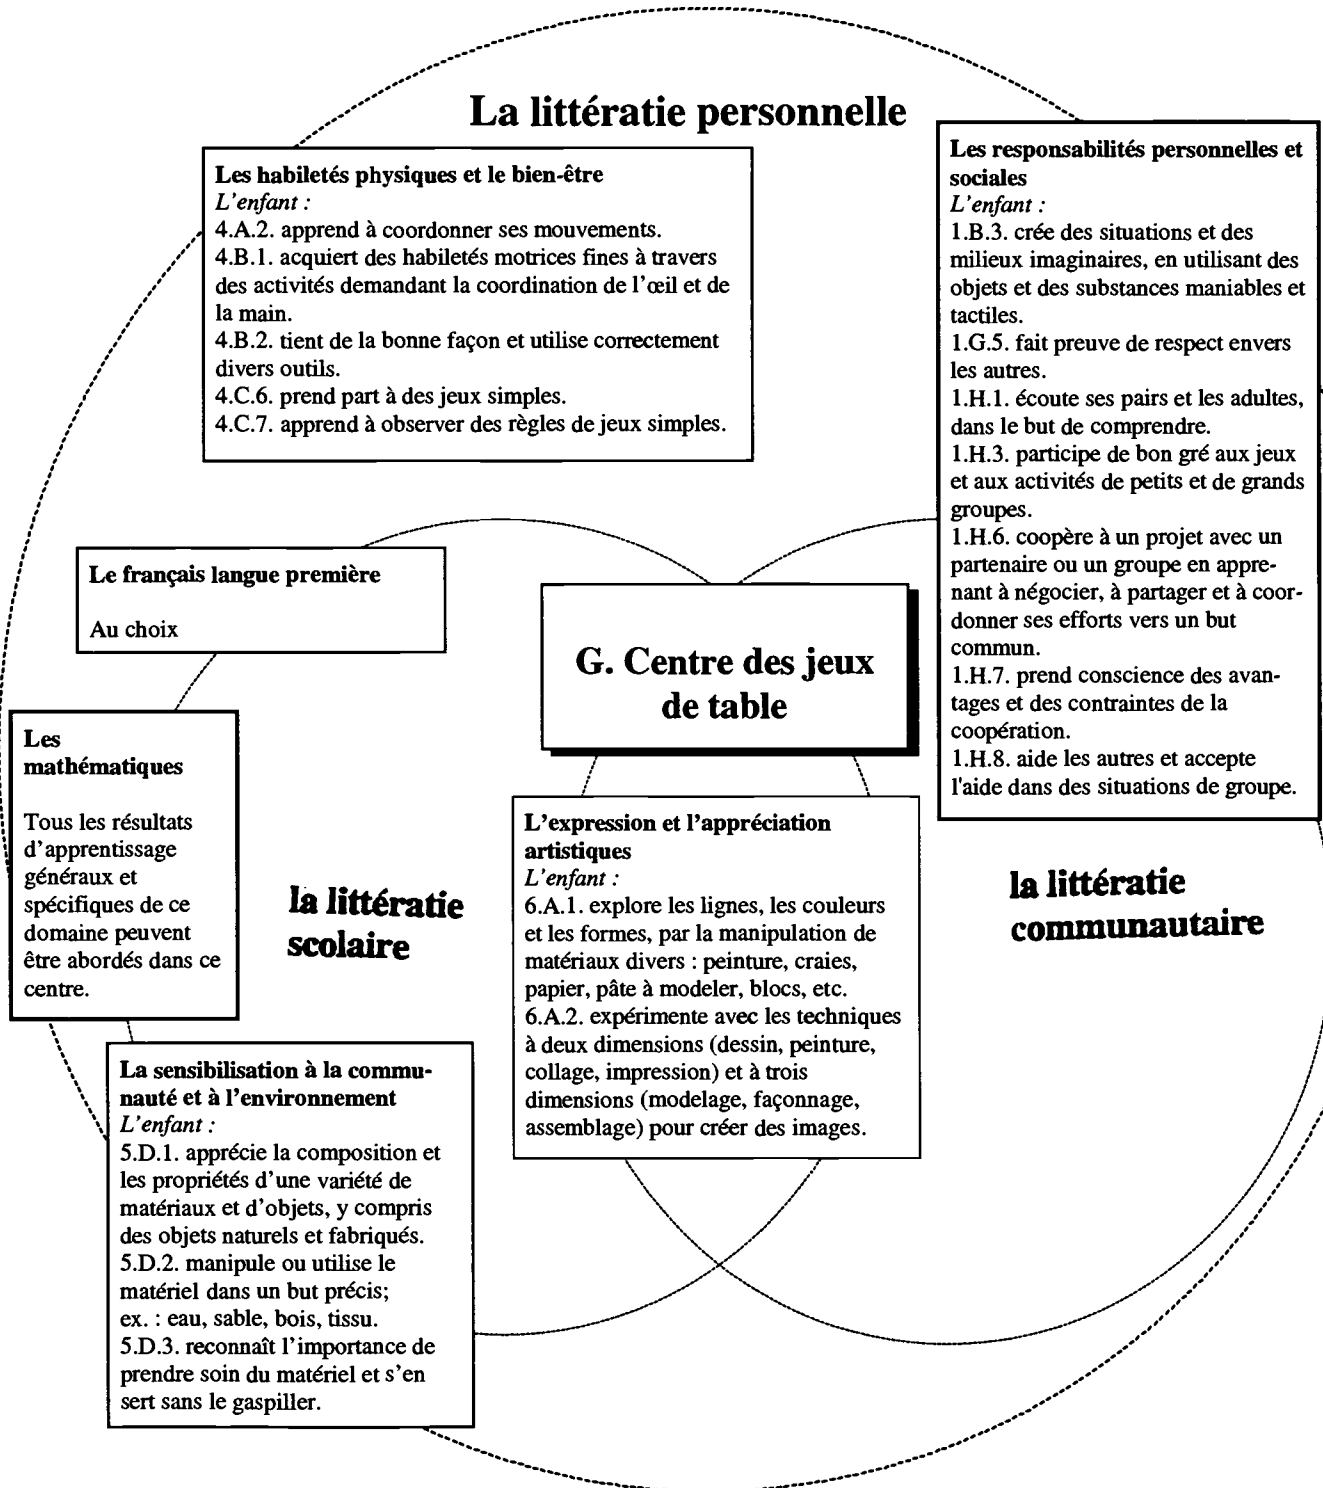 La littératie personnelle
Les habiletés physiques et le bien-être
L'enfant :
4.A.2. apprend à coordonner ses mouvements.
4.B.1. acquiert des habiletés motrices fines à travers
des activités demandant la coordination de l'œil et de
la main.
4.B.2. tient de la bonne façon et utilise correctement
divers outils.
4.C.6. prend part à des jeux simples.
4.C.7. apprend à observer des règles de jeux simples.
Les responsabilités personnelles et
sociales
L'enfant :
1.B.3. crée des situations et des
milieux imaginaires, en utilisant des
objets et des substances maniables et
tactiles.
1.G.5. fait preuve de respect envers
les autres.
1.H.1. écoute ses pairs et les adultes,
dans le but de comprendre.
1.H.3. participe de bon gré aux jeux
et aux activités de petits et de grands
groupes.
1.H.6. coopère à un projet avec un
partenaire ou un groupe en appre-
nant à négocier, à partager et à coor-
donner ses efforts vers un but
commun.
1.H.7. prend conscience des avan-
tages et des contraintes de la
coopération.
1.H.8. aide les autres et accepte
l'aide dans des situations de groupe.
Le français langue première
Au choix
G. Centre des jeux
de table
Les
mathématiques
Tous les résultats
d'apprentissage
généraux et
spécifiques de ce
domaine peuvent
être abordés dans ce
centre.
la littératie
scolaire
L'expression et l'appréciation
artistiques
L'enfant :
6.A.1. explore les lignes, les couleurs
et les formes, par la manipulation de
matériaux divers : peinture, craies,
papier, pâte à modeler, blocs, etc.
6.A.2. expérimente avec les techniques
à deux dimensions (dessin, peinture,
collage, impression) et à trois
dimensions (modelage, façonnage,
assemblage) pour créer des images.
la littératie
communautaire
La sensibilisation à la commu-
nauté et à l'environnement
L'enfant :
5.D.1. apprécie la composition et
les propriétés d'une variété de
matériaux et d'objets, y compris
des objets naturels et fabriqués.
5.D.2. manipule ou utilise le
matériel dans un but précis;
ex. : eau, sable, bois, tissu.
5.D.3. reconnaît l'importance de
prendre soin du matériel et s'en
sert sans le gaspiller.